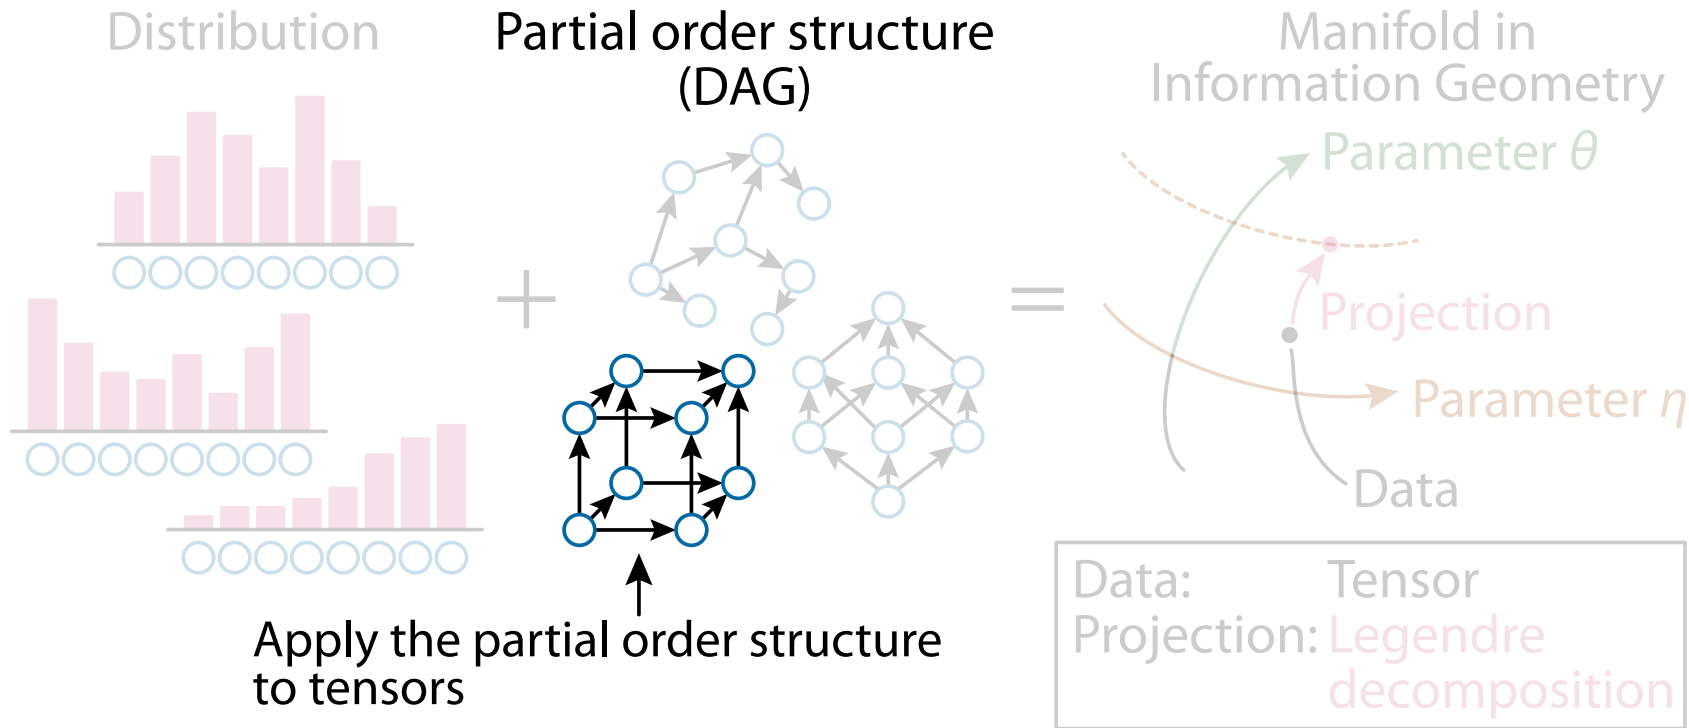 Distribution
Partial order structure
(DAG)
Manifold in
Information Geometry
Parameter θ
+
=
Projection
Parameter η
Data
Apply the partial order structure
to tensors
Data: Tensor
Projection: Legendre
decomposition